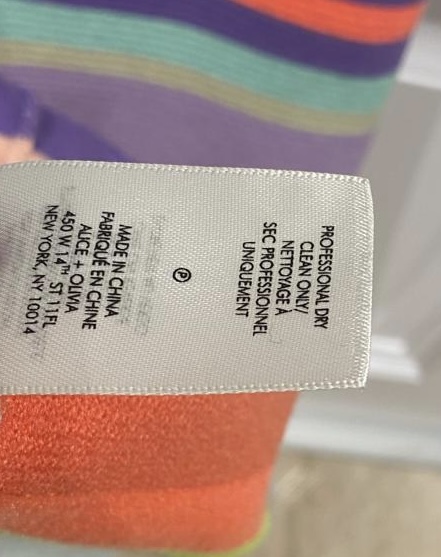 PROFESSIONAL DRY
CLEAN ONLY/
NETTOYAGE À
SEC PROFESSIONNEL
UNIQUEMENT
P
MADE IN CHINA
FABRIQUÉ EN CHINE
ALICE + OLIVIA
450 W 14TH ST 11FL
NEW YORK, NY 10014